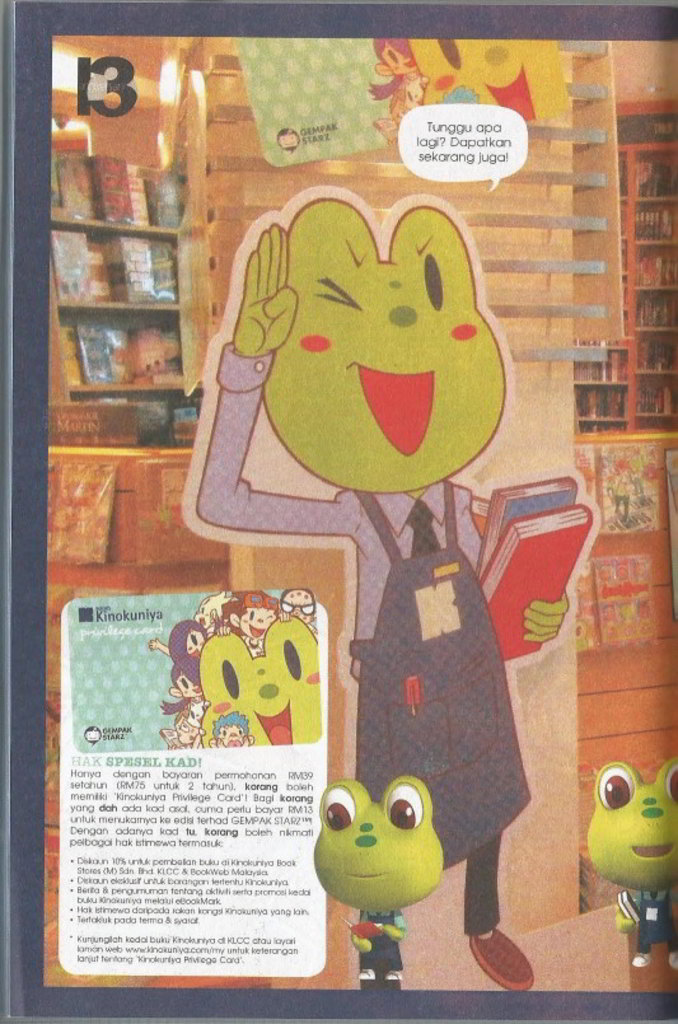 13
GEMPAK
STARZ
Tunggu apa
lagi? Dapatkan
sekarang juga!
MARTIN
Kinokuniya
privilege card
GEMPAK
STARZ
HAK SPESEL KAD!
Hanya dengan bayaran permohonan RM39
setahun (RM75 untuk 2 tahun), korang boleh
memiliki 'Kinokuniya Privilege Card'! Bagi korang
yang dah ada kad asal, cuma perlu bayar RM13
untuk menukarnya ke edisi terhad GEMPAK STARZ™!
Dengan adanya kad tu, korang boleh nikmati
pelbagai hak istimewa termasuk:
• Diskaun 10% untuk pembelian buku di Kinokuniya Book
Stores (M) Sdn. Bhd. KLCC & BookWeb Malaysia.
• Diskaun eksklusif untuk barangan tertentu Kinokuniya.
• Berita & pengumuman tentang aktiviti serta promosi kedai
buku Kinokuniya melalui eBookMark.
• Hak istimewa daripada rakan kongsi Kinokuniya yang lain.
• Tertakluk pada terma & syarat.
* Kunjungilah kedai buku Kinokuniya di KLCC atau layari
laman web www.kinokuniya.com/my untuk keterangan
lanjut tentang 'Kinokuniya Privilege Card'.